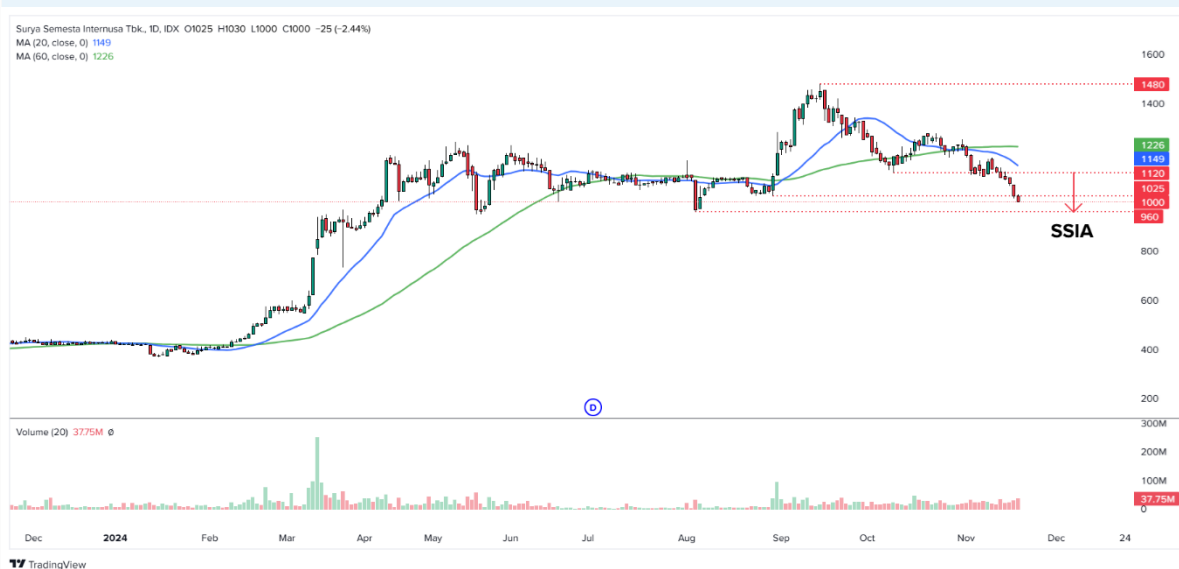 Surya Semesta Internusa Tbk., 1D, IDX O1025 H1030 L1000 C1000 −25 (−2.44%)
MA (20, close, 0) 1149
MA (60, close, 0) 1226
1600
1480
1400
1226
1149
1120
1025
1000
960
SSIA
800
600
400
200
D
Volume (20) 37.75M Ø
300M
200M
100M
37.75M
0
Dec 2024 Feb Mar Apr May Jun Jul Aug Sep Oct Nov Dec 24
TradingView